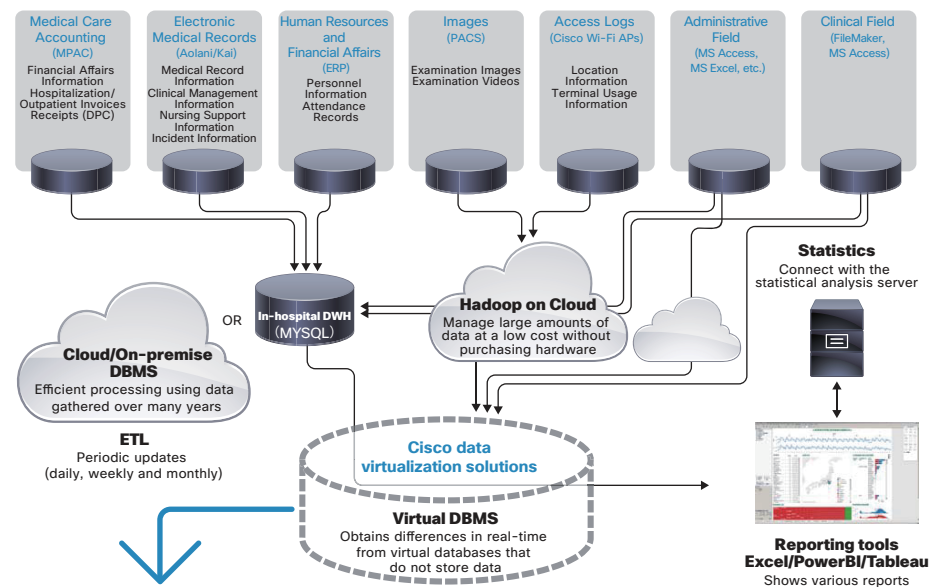 Medical Care
Accounting
(MPAC)
Financial Affairs
Information
Hospitalization/
Outpatient Invoices
Receipts (DPC)
Electronic
Medical Records
(Aolani/Kai)
Medical Record
Information
Clinical Management
Information
Nursing Support
Information
Incident Information
Human Resources
and
Financial Affairs
(ERP)
Personnel
Information
Attendance
Records
Images
(PACS)
Examination Images
Examination Videos
Access Logs
(Cisco Wi-Fi APs)
Location
Information
Terminal Usage
Information
Administrative
Field
(MS Access,
MS Excel, etc.)
Clinical Field
(FileMaker,
MS Access)
Cloud/On-premise
DBMS
Efficient processing using data
gathered over many years
ETL
Periodic updates
(daily, weekly and monthly)
OR
In-hospital DWH
(MYSQL)
Hadoop on Cloud
Manage large amounts of
data at a low cost without
purchasing hardware
Statistics
Connect with the
statistical analysis server
Cisco data
virtualization solutions
Virtual DBMS
Obtains differences in real-time
from virtual databases that
do not store data
Reporting tools
Excel/PowerBI/Tableau
Shows various reports